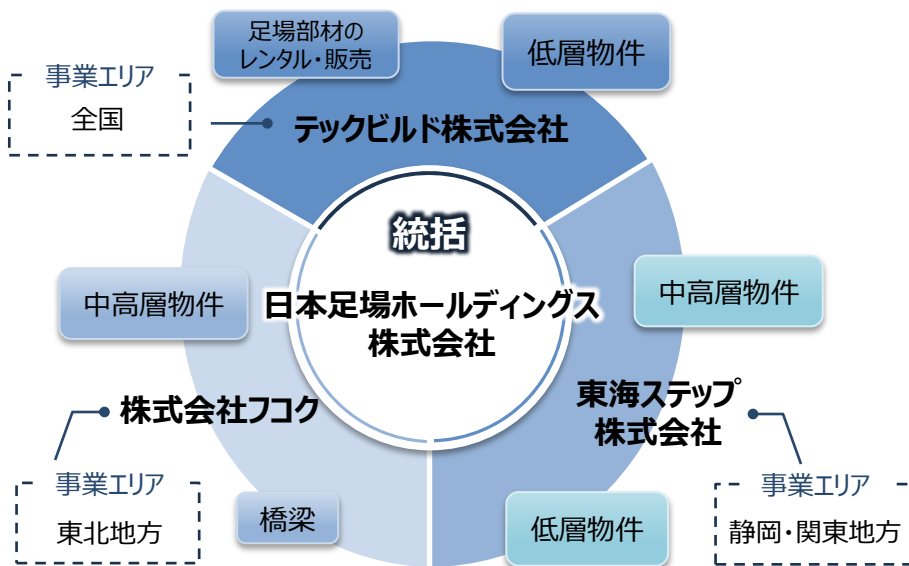 足場部材の
レンタル・販売
低層物件
事業エリア
全国
テックビルド株式会社
統括
日本足場ホールディングス
株式会社
中高層物件
中高層物件
株式会社フコク
東海ステップ
株式会社
事業エリア
東北地方
橋梁
低層物件
事業エリア
静岡・関東地方